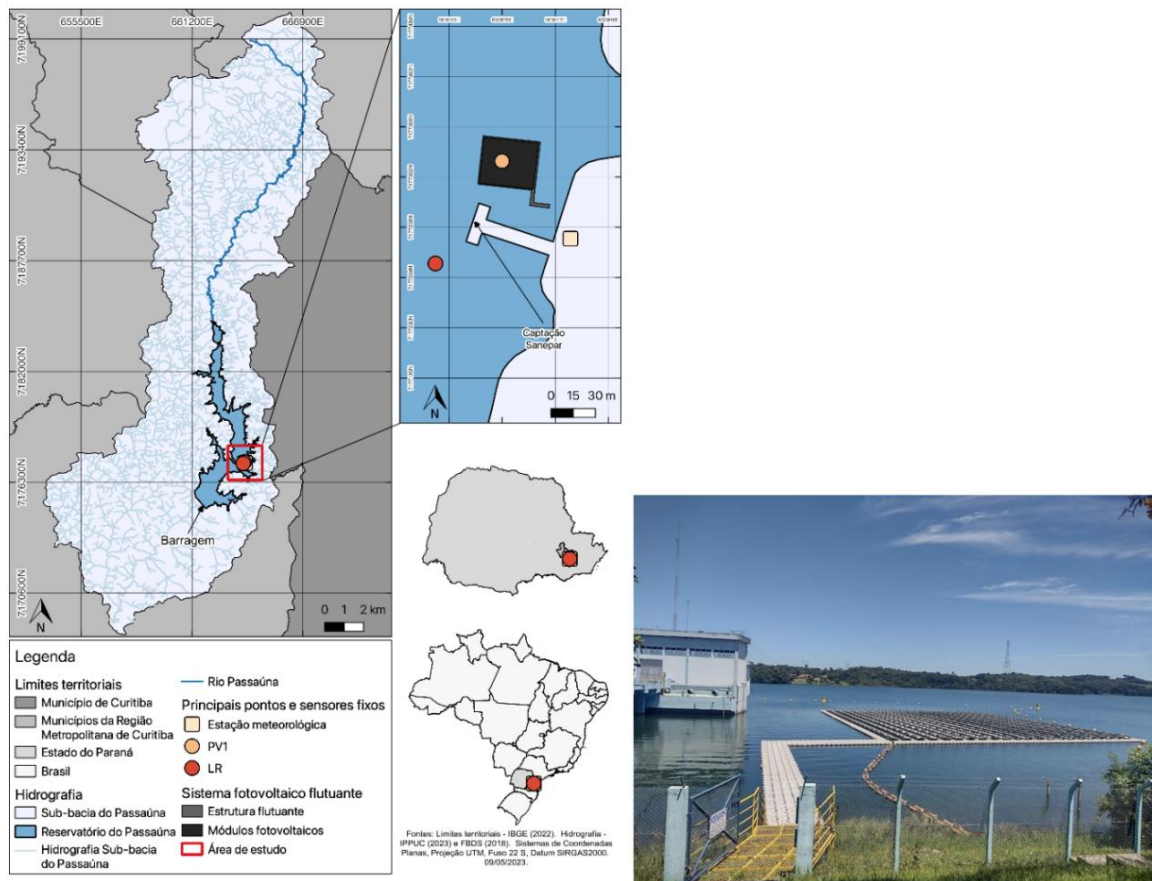 655500E
661200E
666900E
7199100N
7193400N
7187700N
7182000N
7176300N
7170600N
Barragem
N
0 1 2 km
Captação
Sanepar
N
0 15 30 m
Legenda
Limites territoriais
Município de Curitiba
Municípios da Região
Metropolitana de Curitiba
Estado do Paraná
Brasil
Hidrografia
Sub-bacia do Passaúna
Reservatório do Passaúna
Hidrografia Sub-bacia
do Passaúna
Rio Passaúna
Principais pontos e sensores fixos
Estação meteorológica
PV1
LR
Sistema fotovoltaico flutuante
Estrutura flutuante
Módulos fotovoltaicos
Área de estudo
Fontes: Limites territoriais - IBGE (2022). Hidrografia -
IPPUC (2023) e FBDS (2018). Sistemas de Coordenadas
Planas, Projeção UTM, Fuso 22 S, Datum SIRGAS2000.
09/05/2023.